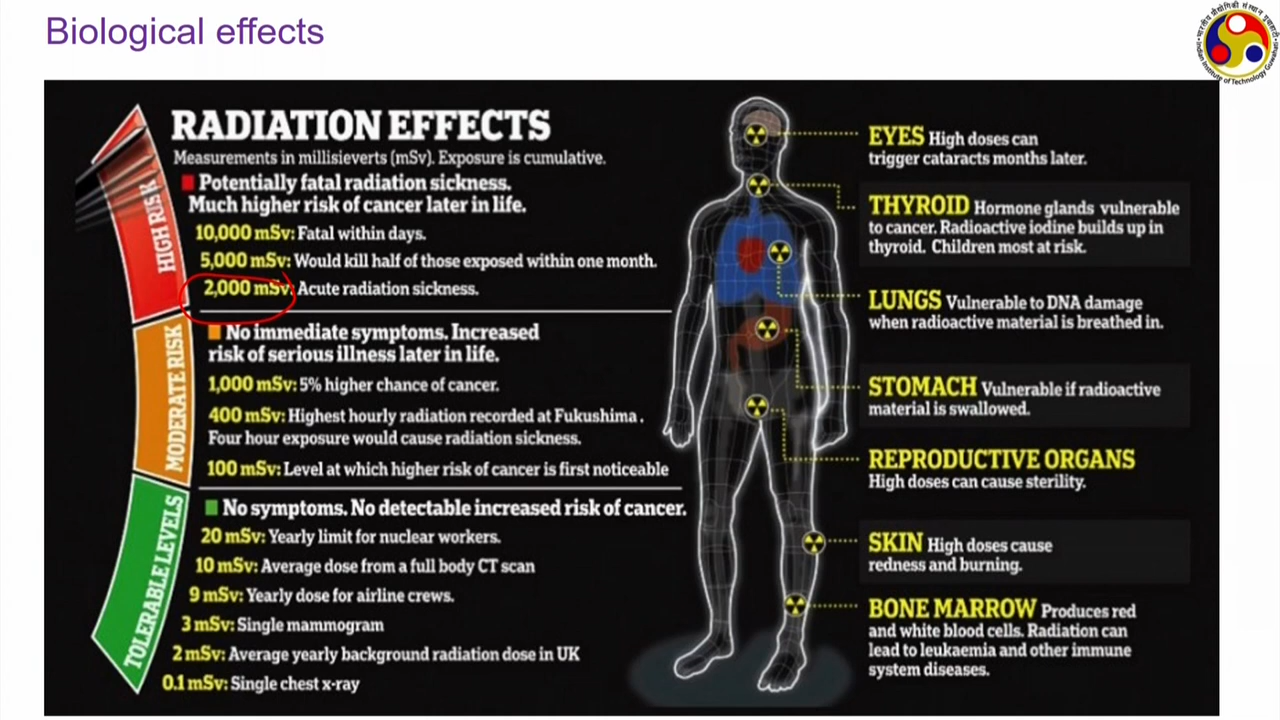 Biological effects
भारतीय प्रौद्योगिकी संस्थान गुवाहाटी
Indian Institute of Technology Guwahati
RADIATION EFFECTS
Measurements in millisieverts (mSv). Exposure is cumulative.
HIGH RISK
Potentially fatal radiation sickness.
Much higher risk of cancer later in life.
10,000 mSv: Fatal within days.
5,000 mSv: Would kill half of those exposed within one month.
2,000 mSv: Acute radiation sickness.
MODERATE RISK
No immediate symptoms. Increased
risk of serious illness later in life.
1,000 mSv: 5% higher chance of cancer.
400 mSv: Highest hourly radiation recorded at Fukushima.
Four hour exposure would cause radiation sickness.
100 mSv: Level at which higher risk of cancer is first noticeable
TOLERABLE LEVELS
No symptoms. No detectable increased risk of cancer.
20 mSv: Yearly limit for nuclear workers.
10 mSv: Average dose from a full body CT scan
9 mSv: Yearly dose for airline crews.
3 mSv: Single mammogram
2 mSv: Average yearly background radiation dose in UK
0.1 mSv: Single chest x-ray
EYES High doses can
trigger cataracts months later.
THYROID Hormone glands vulnerable
to cancer. Radioactive iodine builds up in
thyroid. Children most at risk.
LUNGS Vulnerable to DNA damage
when radioactive material is breathed in.
STOMACH Vulnerable if radioactive
material is swallowed.
REPRODUCTIVE ORGANS
High doses can cause sterility.
SKIN High doses cause
redness and burning.
BONE MARROW Produces red
and white blood cells. Radiation can
lead to leukaemia and other immune
system diseases.